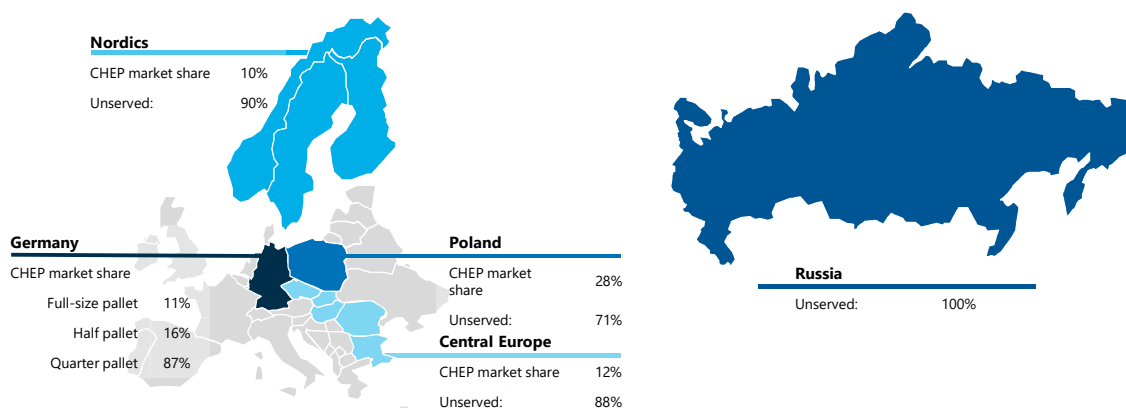 Nordics
CHEP market share 10%
Unserved: 90%
Germany
CHEP market share
Full-size pallet 11%
Half pallet 16%
Quarter pallet 87%
Poland
CHEP market
share 28%
Unserved: 71%
Central Europe
CHEP market share 12%
Unserved: 88%
Russia
Unserved: 100%